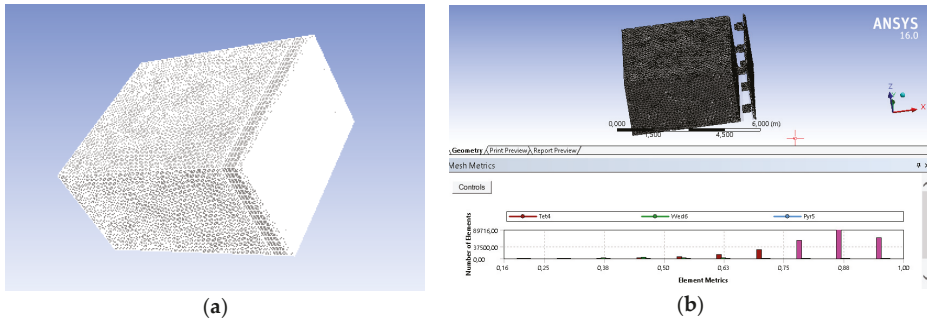 ANSYS
16.0
Z
X
0,000
6,000 (m)
1,500
4,500
Geometry Print Preview Report Preview
Mesh Metrics
Controls
Tet4 Wed6 Pyr5
Number of Elements
89716,00
37500,00
0,00
0,16 0,25 0,38 0,50 0,63 0,75 0,88 1,00
Element Metrics
(a) (b)